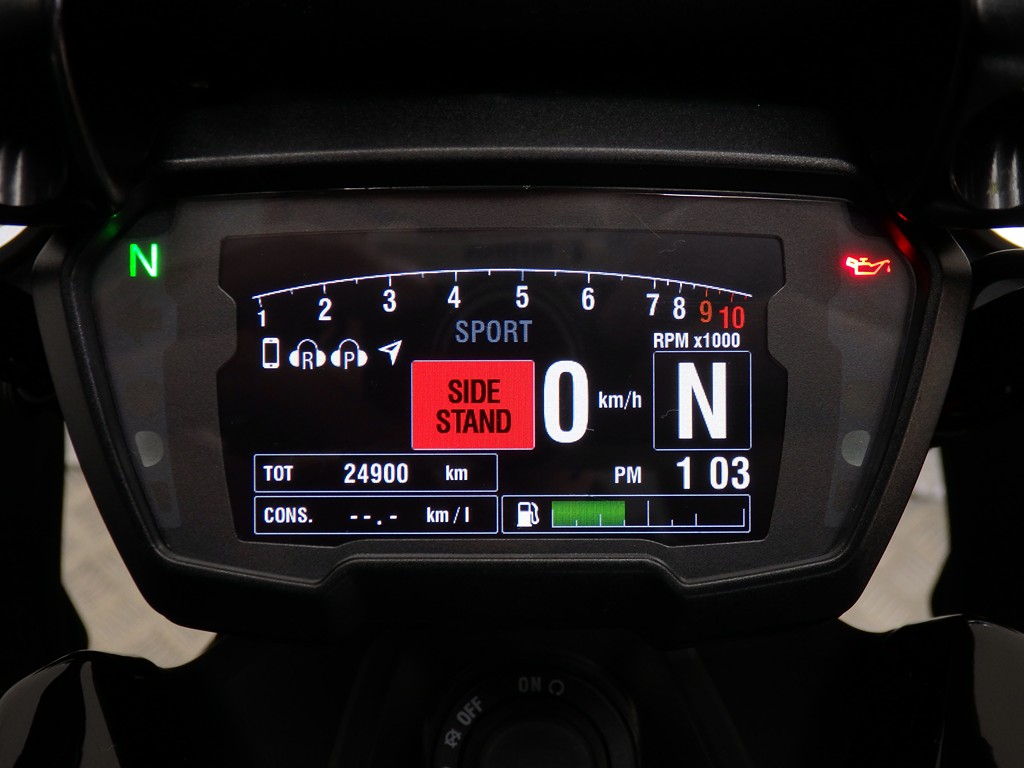 N
1 2 3 4 5 6 7 8 9 10
SPORT
RPM x1000
R P
SIDE
STAND
0 km/h
N
TOT 24900 km
PM 1 03
CONS. --.- km / l
ON
OFF